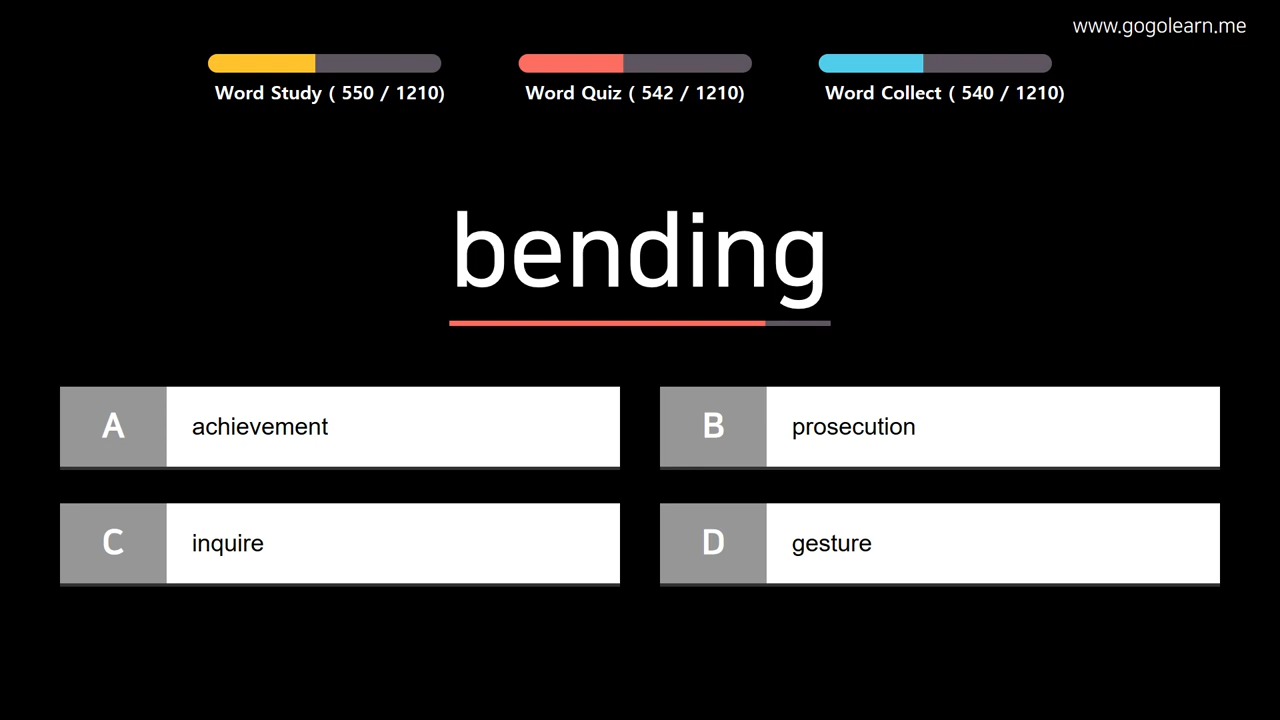 www.gogolearn.me
Word Study ( 550 / 1210)
Word Quiz ( 542 / 1210)
Word Collect ( 540 / 1210)
bending
A achievement
B prosecution
C inquire
D gesture